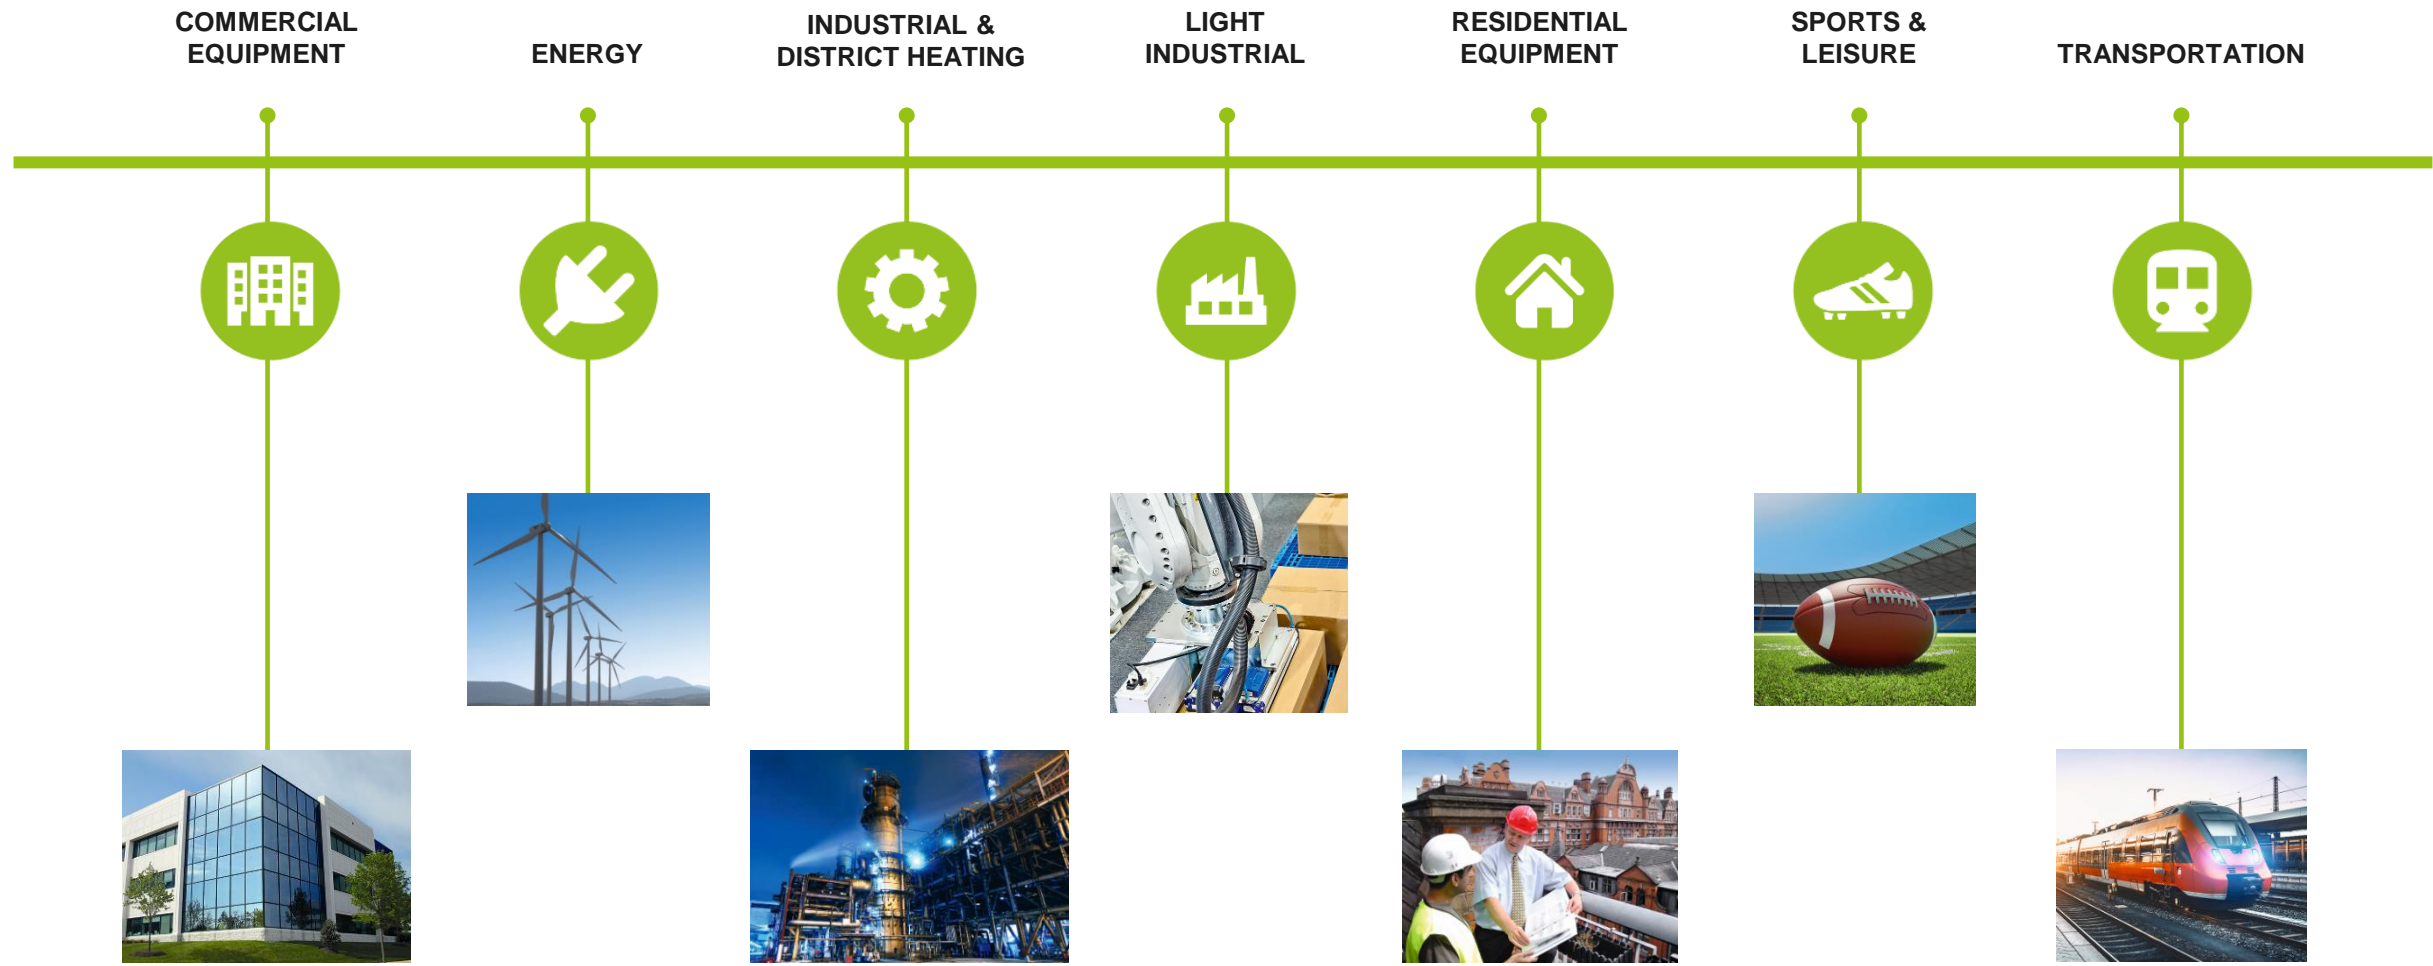 COMMERCIAL
EQUIPMENT
ENERGY
INDUSTRIAL &
DISTRICT HEATING
LIGHT
INDUSTRIAL
RESIDENTIAL
EQUIPMENT
SPORTS &
LEISURE
TRANSPORTATION